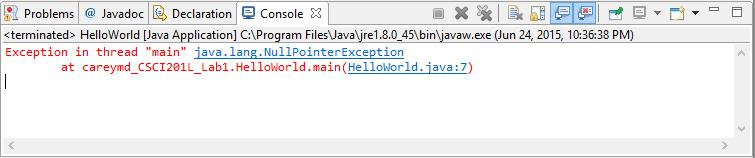 Problems @ Javadoc Declaration Console
<terminated> HelloWorld [Java Application] C:\Program Files\Java\jre1.8.0_45\bin\javaw.exe (Jun 24, 2015, 10:36:38 PM)
Exception in thread "main" java.lang.NullPointerException
at careymd_CSCI201L_Lab1.HelloWorld.main(HelloWorld.java:7)